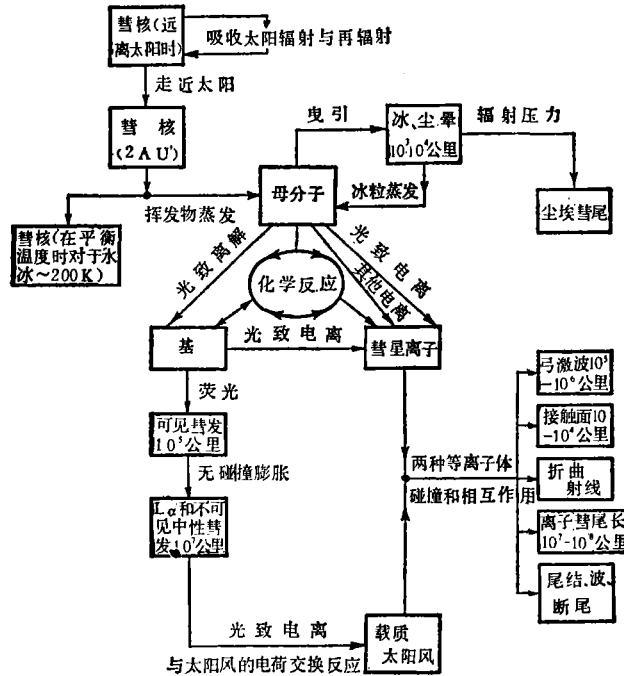 彗核(远
离太阳时)
吸收太阳辐射与再辐射
走近太阳
彗 核
(2AU)
曳 引
冰、尘晕
10³10⁴公里
辐 射 压 力
母分子
冰粒蒸发
挥发物蒸发
尘埃彗尾
彗核(在平衡
温度时对于水
冰~200K)
光致离解
化学反应
其他电离
光致电离
基
光致电离
彗星离子
荧光
可见彗发
10⁵公里
无碰撞膨胀
Lα和不可
见中性彗
发10⁷公里
两种等离子体
碰撞和相互作用
弓激波10⁵
-10⁶公里
接触面10
-10⁴公里
折曲
射线
离子彗尾长
10⁷-10⁸公里
尾结、波、
断尾
光致电离
与太阳风的电荷交换反应
载质
太阳风